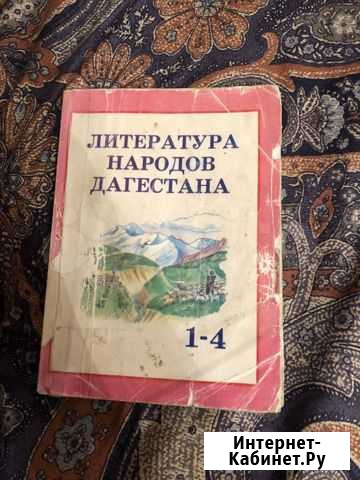 ЛИТЕРАТУРА
НАРОДОВ
ДАГЕСТАНА
1-4
Интернет-
Кабинет.Ру